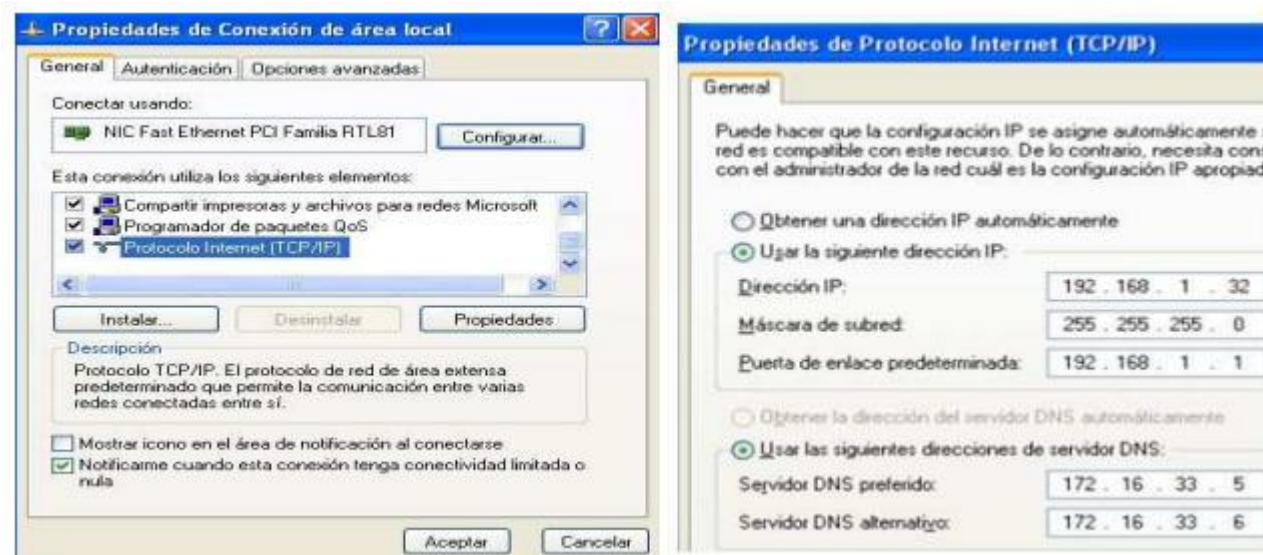 Propiedades de Conexión de área local
General Autenticación Opciones avanzadas
Conectar usando:
NIC Fast Ethernet PCI Familia RTL81
Configurar...
Esta conexión utiliza los siguientes elementos:
Compartir impresoras y archivos para redes Microsoft
Programador de paquetes QoS
Protocolo Internet (TCP/IP)
Instalar... Desinstalar Propiedades
Descripción
Protocolo TCP/IP. El protocolo de red de área extensa
predeterminado que permite la comunicación entre varias
redes conectadas entre sí.
Mostrar icono en el área de notificación al conectarse
Notificarme cuando esta conexión tenga conectividad limitada o
nula
Aceptar Cancelar
Propiedades de Protocolo Internet (TCP/IP)
General
Puede hacer que la configuración IP se asigne automáticamente
red es compatible con este recurso. De lo contrario, necesita cons
con el administrador de la red cuál es la configuración IP apropiad
Obtener una dirección IP automáticamente
Usar la siguiente dirección IP:
Dirección IP: 192 . 168 . 1 . 32
Máscara de subred: 255 . 255 . 255 . 0
Puerta de enlace predeterminada: 192 . 168 . 1 . 1
Obtener la dirección del servidor DNS automáticamente
Usar las siguientes direcciones de servidor DNS:
Servidor DNS preferido: 172 . 16 . 33 . 5
Servidor DNS alternativo: 172 . 16 . 33 . 6